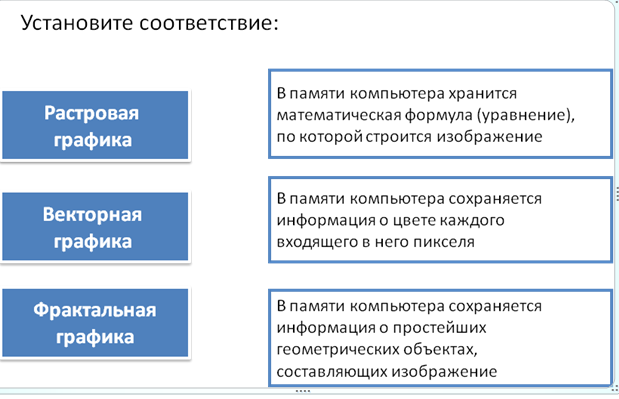 Установите соответствие:
Растровая
графика
В памяти компьютера хранится
математическая формула (уравнение),
по которой строится изображение
Векторная
графика
В памяти компьютера сохраняется
информация о цвете каждого
входящего в него пикселя
Фрактальная
графика
В памяти компьютера сохраняется
информация о простейших
геометрических объектах,
составляющих изображение